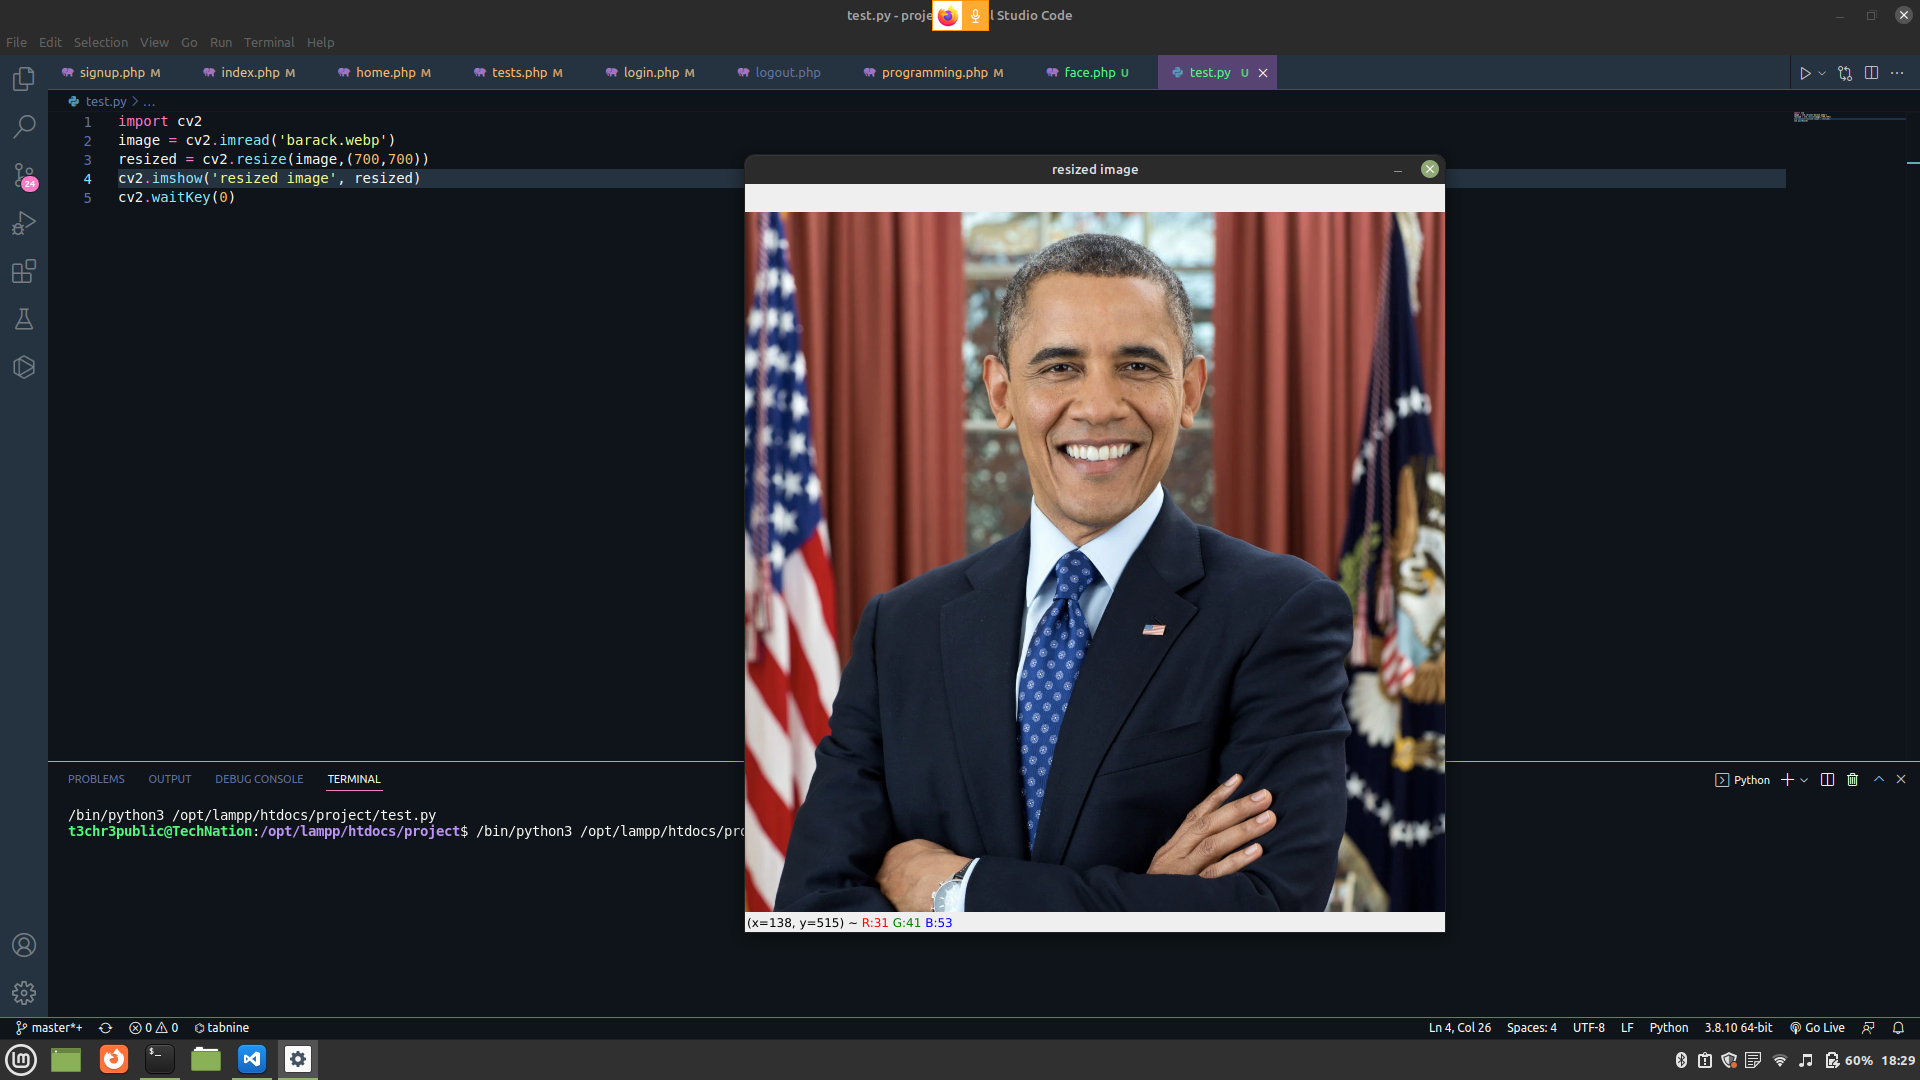 test.py - proje
l Studio Code
File Edit Selection View Go Run Terminal Help
signup.php M index.php M home.php M tests.php M login.php M logout.php programming.php M face.php U test.py U
test.py > ...
1 import cv2
2 image = cv2.imread('barack.webp')
3 resized = cv2.resize(image,(700,700))
4 cv2.imshow('resized image', resized)
5 cv2.waitKey(0)
24
resized image
(x=138, y=515) ~ R:31 G:41 B:53
PROBLEMS OUTPUT DEBUG CONSOLE TERMINAL
Python
/bin/python3 /opt/lampp/htdocs/project/test.py
t3chr3public@TechNation:/opt/lampp/htdocs/project$ /bin/python3 /opt/lampp/htdocs/pro
master*+ 0 0 tabnine
Ln 4, Col 26 Spaces: 4 UTF-8 LF Python 3.8.10 64-bit Go Live
60% 18:29